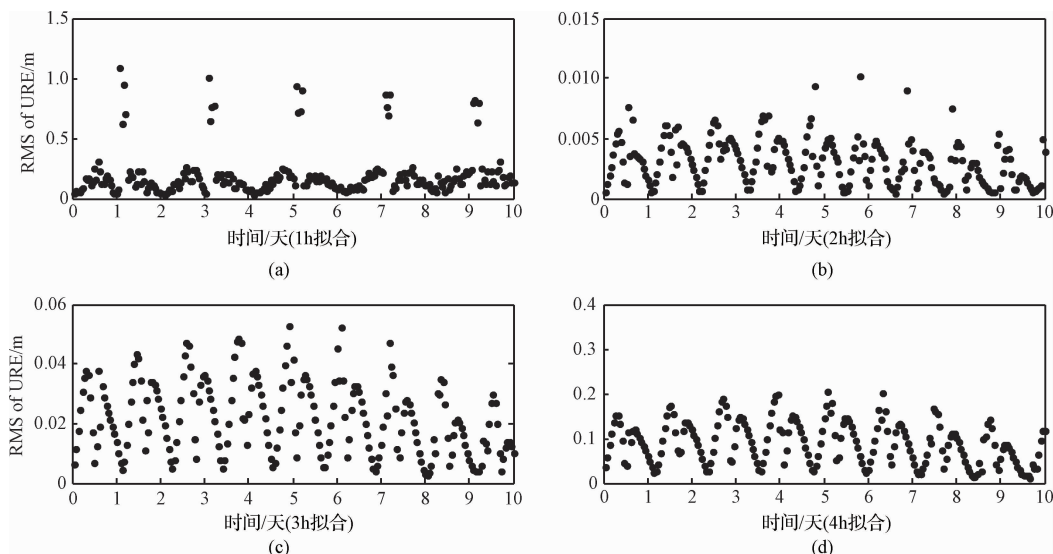 RMS of URE/m
1.5
1.0
0.5
0
0 1 2 3 4 5 6 7 8 9 10
时间/天(1h拟合)
(a)
0.015
0.010
0.005
0
0 1 2 3 4 5 6 7 8 9 10
时间/天(2h拟合)
(b)
RMS of URE/m
0.06
0.04
0.02
0
0 1 2 3 4 5 6 7 8 9 10
时间/天(3h拟合)
(c)
0.4
0.3
0.2
0.1
0
0 1 2 3 4 5 6 7 8 9 10
时间/天(4h拟合)
(d)